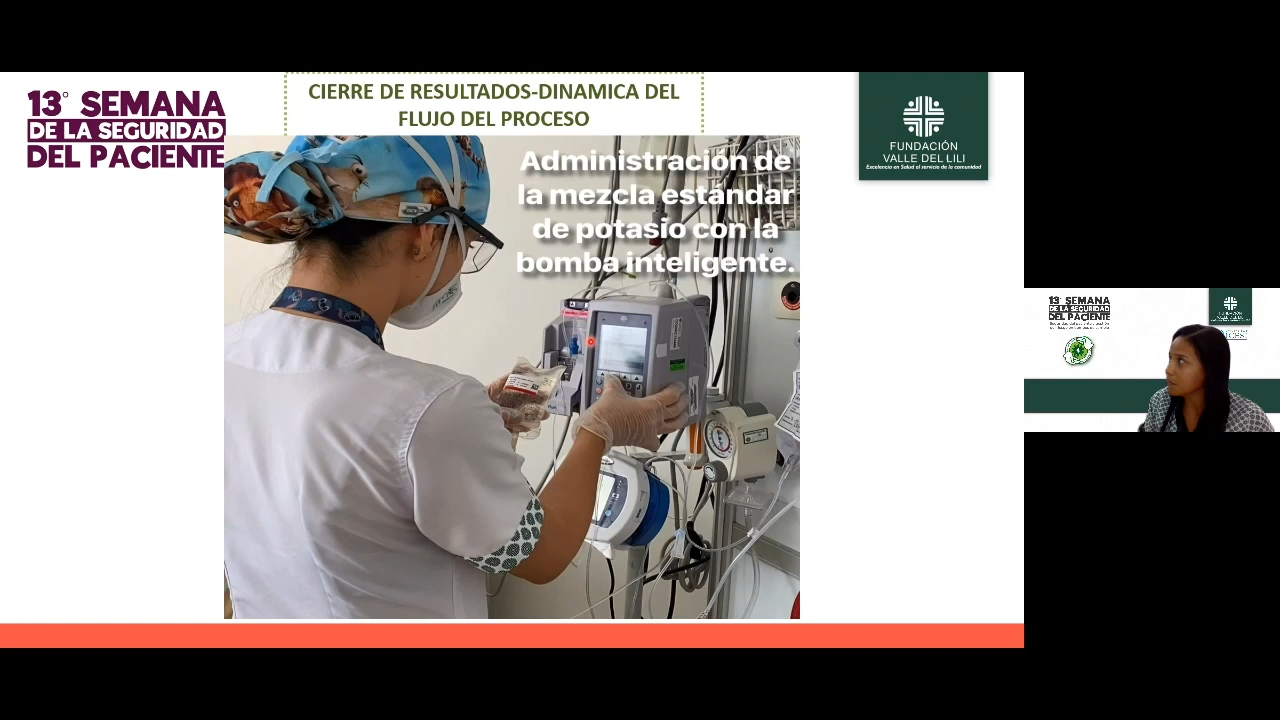 13° SEMANA
DE LA SEGURIDAD
DEL PACIENTE
CIERRE DE RESULTADOS-DINAMICA DEL
FLUJO DEL PROCESO
FUNDACIÓN
VALLE DEL LILI
Excelencia en Salud al servicio de la comunidad
Administración de
la mezcla estándar
de potasio con la
bomba inteligente.
13° SEMANA
DE LA SEGURIDAD
DEL PACIENTE